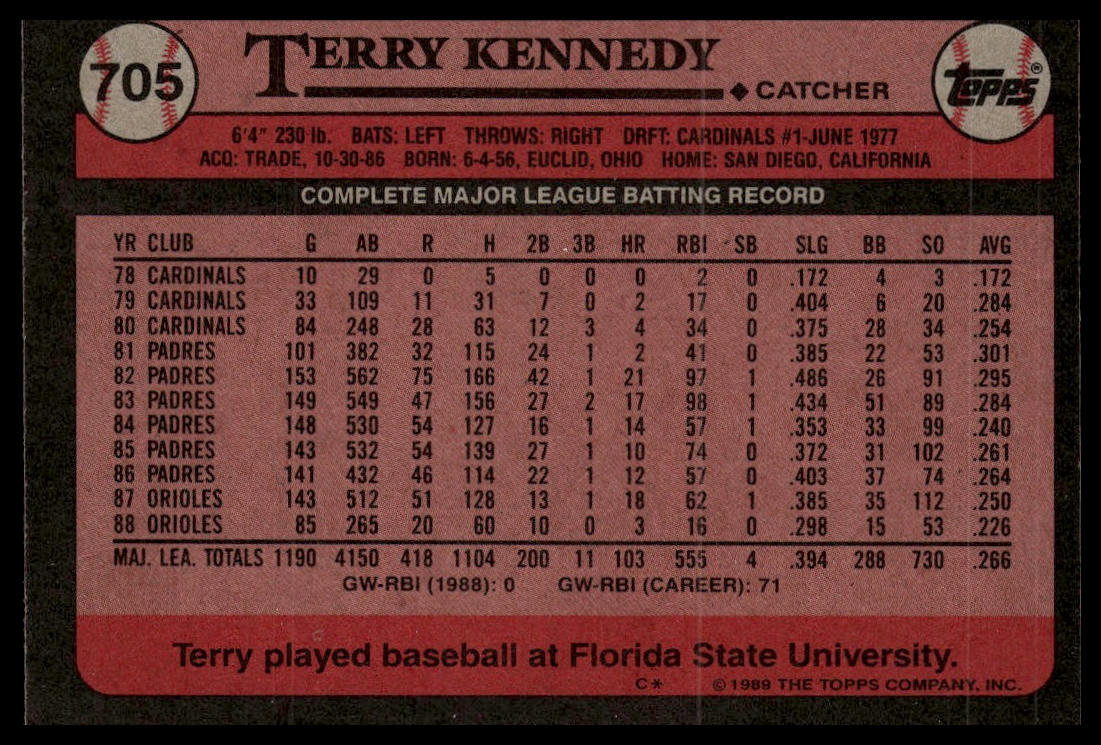 705 TERRY KENNEDY TOPPS®
◆ CATCHER
6'4" 230 lb. BATS: LEFT THROWS: RIGHT DRFT: CARDINALS #1-JUNE 1977
ACQ: TRADE, 10-30-86 BORN: 6-4-56, EUCLID, OHIO HOME: SAN DIEGO, CALIFORNIA
COMPLETE MAJOR LEAGUE BATTING RECORD
YR CLUB G AB R H 2B 3B HR RBI SB SLG BB SO AVG
78 CARDINALS 10 29 0 5 0 0 0 2 0 .172 4 3 .172
79 CARDINALS 33 109 11 31 7 0 2 17 0 .404 6 20 .284
80 CARDINALS 84 248 28 63 12 3 4 34 0 .375 28 34 .254
81 PADRES 101 382 32 115 24 1 2 41 0 .385 22 53 .301
82 PADRES 153 562 75 166 42 1 21 97 1 .486 26 91 .295
83 PADRES 149 549 47 156 27 2 17 98 1 .434 51 89 .284
84 PADRES 148 530 54 127 16 1 14 57 1 .353 33 99 .240
85 PADRES 143 532 54 139 27 1 10 74 0 .372 31 102 .261
86 PADRES 141 432 46 114 22 1 12 57 0 .403 37 74 .264
87 ORIOLES 143 512 51 128 13 1 18 62 1 .385 35 112 .250
88 ORIOLES 85 265 20 60 10 0 3 16 0 .298 15 53 .226
MAJ. LEA. TOTALS 1190 4150 418 1104 200 11 103 555 4 .394 288 730 .266
GW-RBI (1988): 0 GW-RBI (CAREER): 71
Terry played baseball at Florida State University.
C* © 1989 THE TOPPS COMPANY, INC.